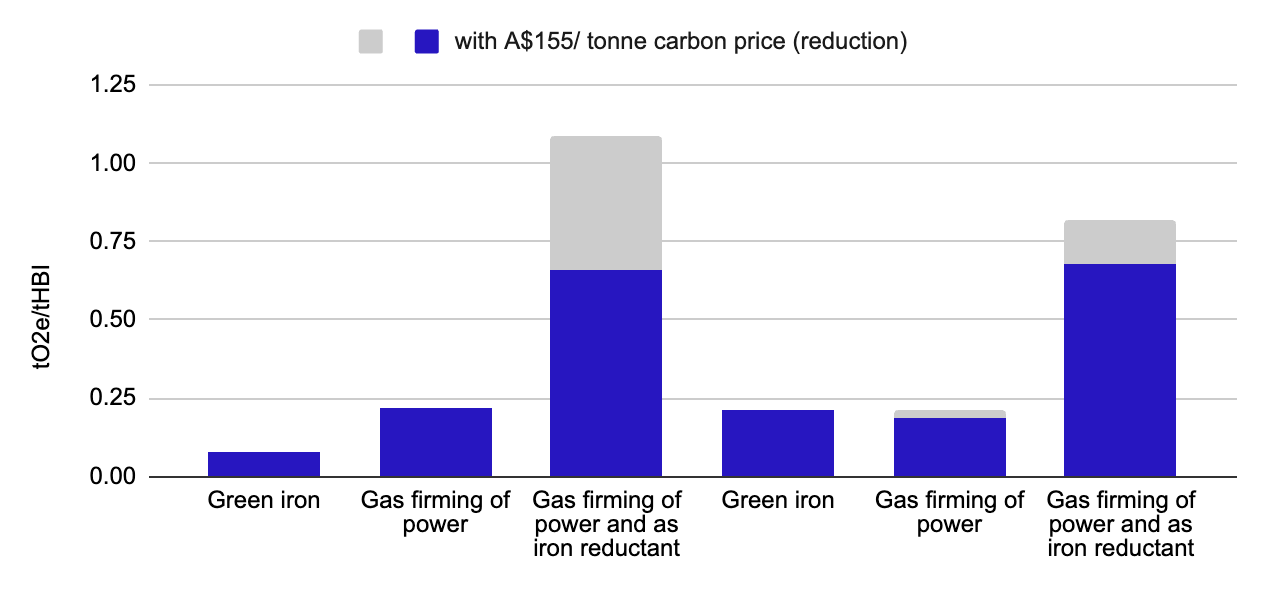 with A$155/ tonne carbon price (reduction)
1.25
1.00
0.75
0.50
0.25
0.00
tO2e/tHBI
Green iron
Gas firming of
power
Gas firming of
power and as
iron reductant
Green iron
Gas firming of
power
Gas firming of
power and as
iron reductant